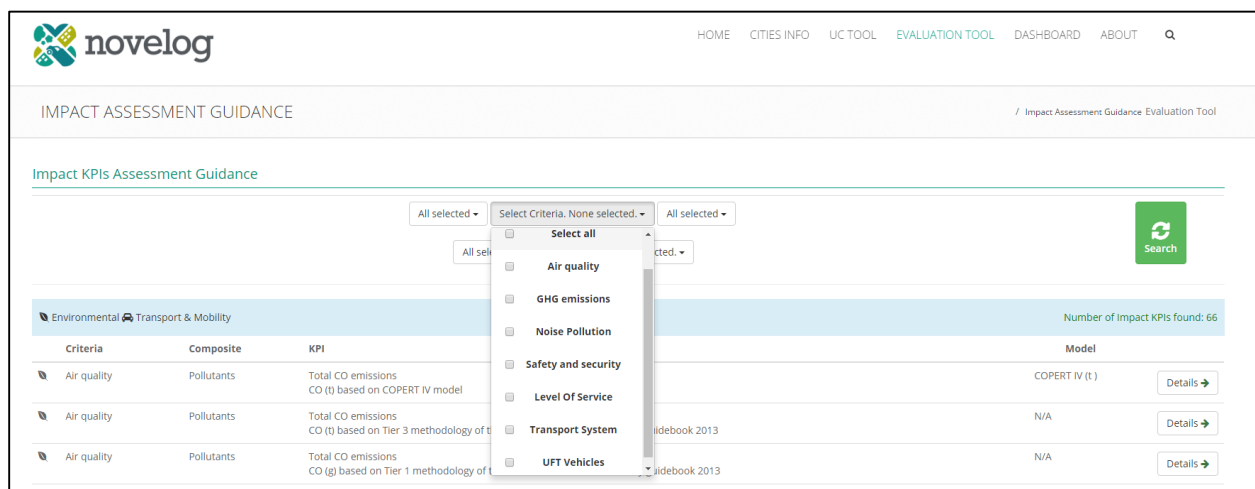 novelog
HOME CITIES INFO UC TOOL EVALUATION TOOL DASHBOARD ABOUT
IMPACT ASSESSMENT GUIDANCE
/ Impact Assessment Guidance Evaluation Tool
Impact KPIs Assessment Guidance
All selected Select Criteria. None selected. All selected
Search
All sele
cted.
Select all
Air quality
GHG emissions
Noise Pollution
Safety and security
Level Of Service
Transport System
UFT Vehicles
Environmental Transport & Mobility Number of Impact KPIs found: 66
Criteria Composite KPI Model
Air quality Pollutants Total CO emissions COPERT IV (t )
CO (t) based on COPERT IV model
Details
Air quality Pollutants Total CO emissions N/A
CO (t) based on Tier 3 methodology of t uidebook 2013
Details
Air quality Pollutants Total CO emissions N/A
CO (g) based on Tier 1 methodology of t guidebook 2013
Details